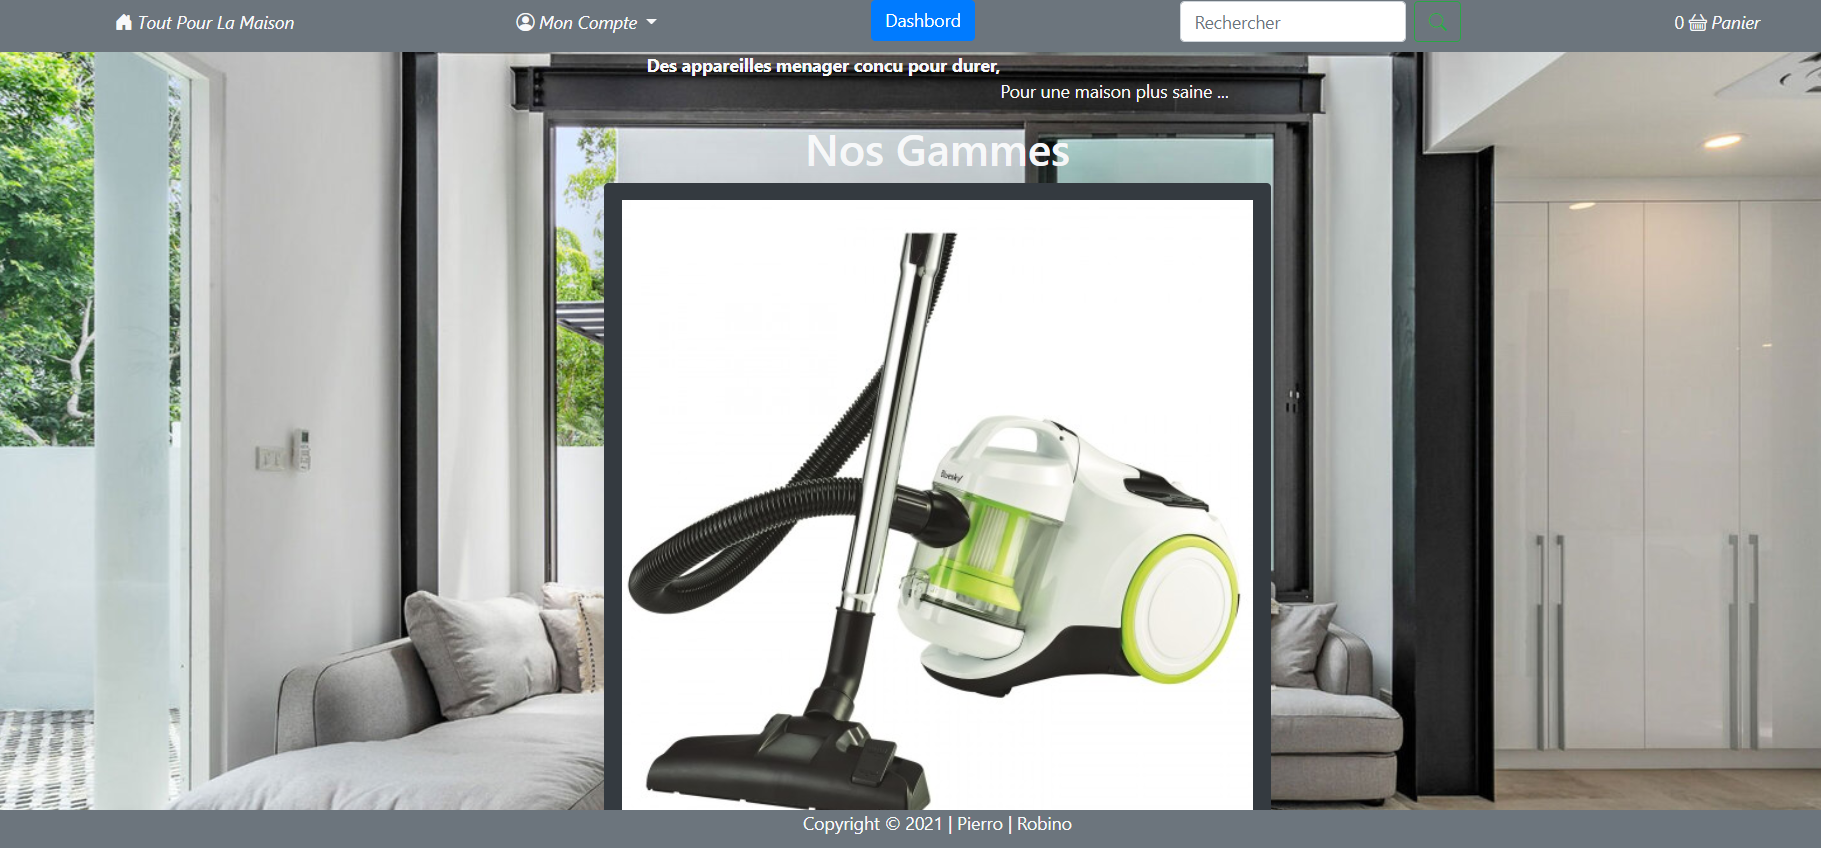 Tout Pour La Maison
Mon Compte
Dashbord
Rechercher
0 Panier
Des appareilles menager concu pour durer,
Pour une maison plus saine ...
Nos Gammes
Bluesky
Copyright © 2021 | Pierro | Robino